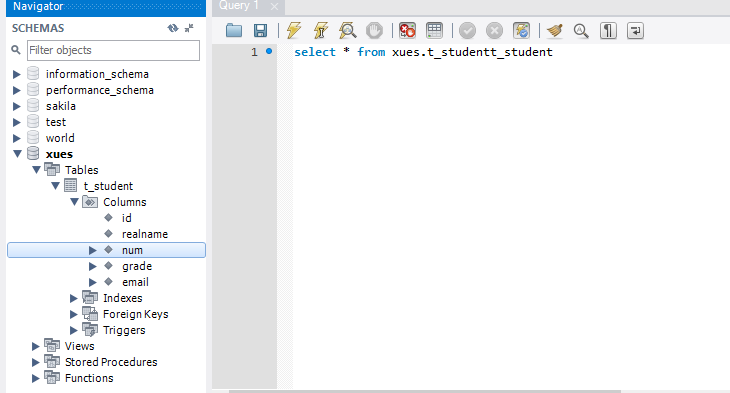 Navigator
SCHEMAS
Filter objects
information_schema
performance_schema
sakila
test
world
xues
Tables
t_student
Columns
id
realname
num
grade
email
Indexes
Foreign Keys
Triggers
Views
Stored Procedures
Functions
Query 1
1 select * from xues.t_studentt_student